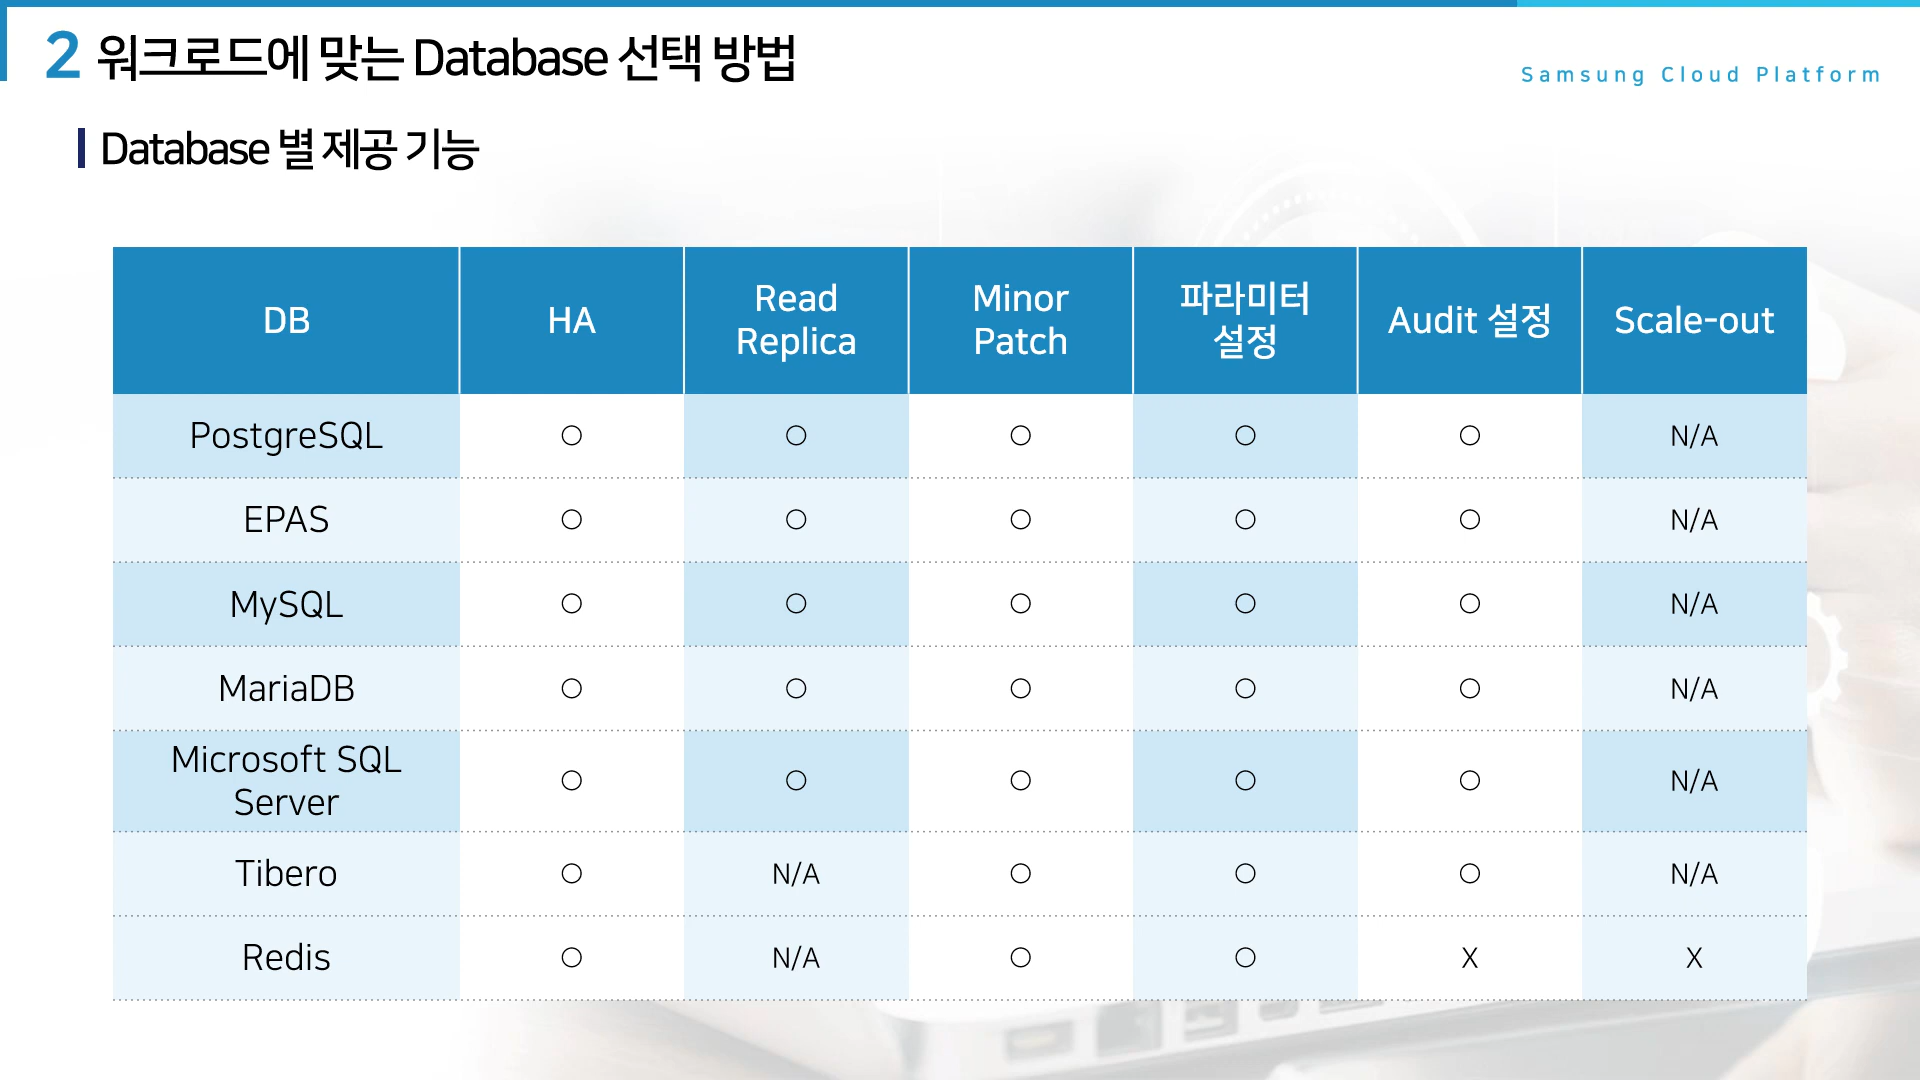 2 워크로드에 맞는 Database 선택 방법
Samsung Cloud Platform
Database 별 제공 기능
DB HA Read Replica Minor Patch 파라미터 설정 Audit 설정 Scale-out
PostgreSQL ○ ○ ○ ○ ○ N/A
EPAS ○ ○ ○ ○ ○ N/A
MySQL ○ ○ ○ ○ ○ N/A
MariaDB ○ ○ ○ ○ ○ N/A
Microsoft SQL Server ○ ○ ○ ○ ○ N/A
Tibero ○ N/A ○ ○ ○ N/A
Redis ○ N/A ○ ○ X X